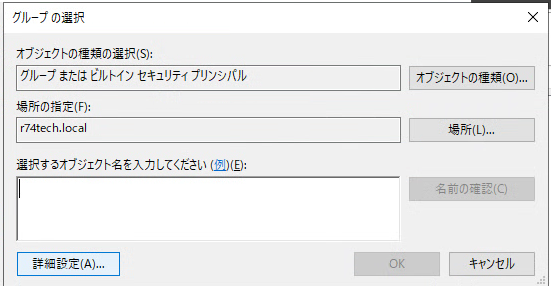 グループ の選択
オブジェクトの種類の選択(S):
グループ または ビルトイン セキュリティ プリンシパル
オブジェクトの種類(O)...
場所の指定(F):
r74tech.local
場所(L)...
選択するオブジェクト名を入力してください (例)(E):
名前の確認(C)
詳細設定(A)...
OK
キャンセル